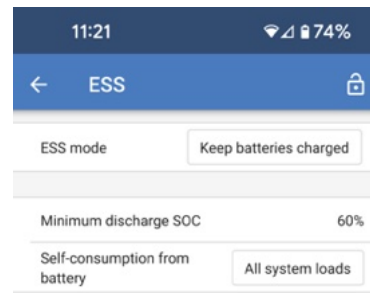 11:21 74%
ESS
ESS mode Keep batteries charged
Minimum discharge SOC 60%
Self-consumption from
battery All system loads